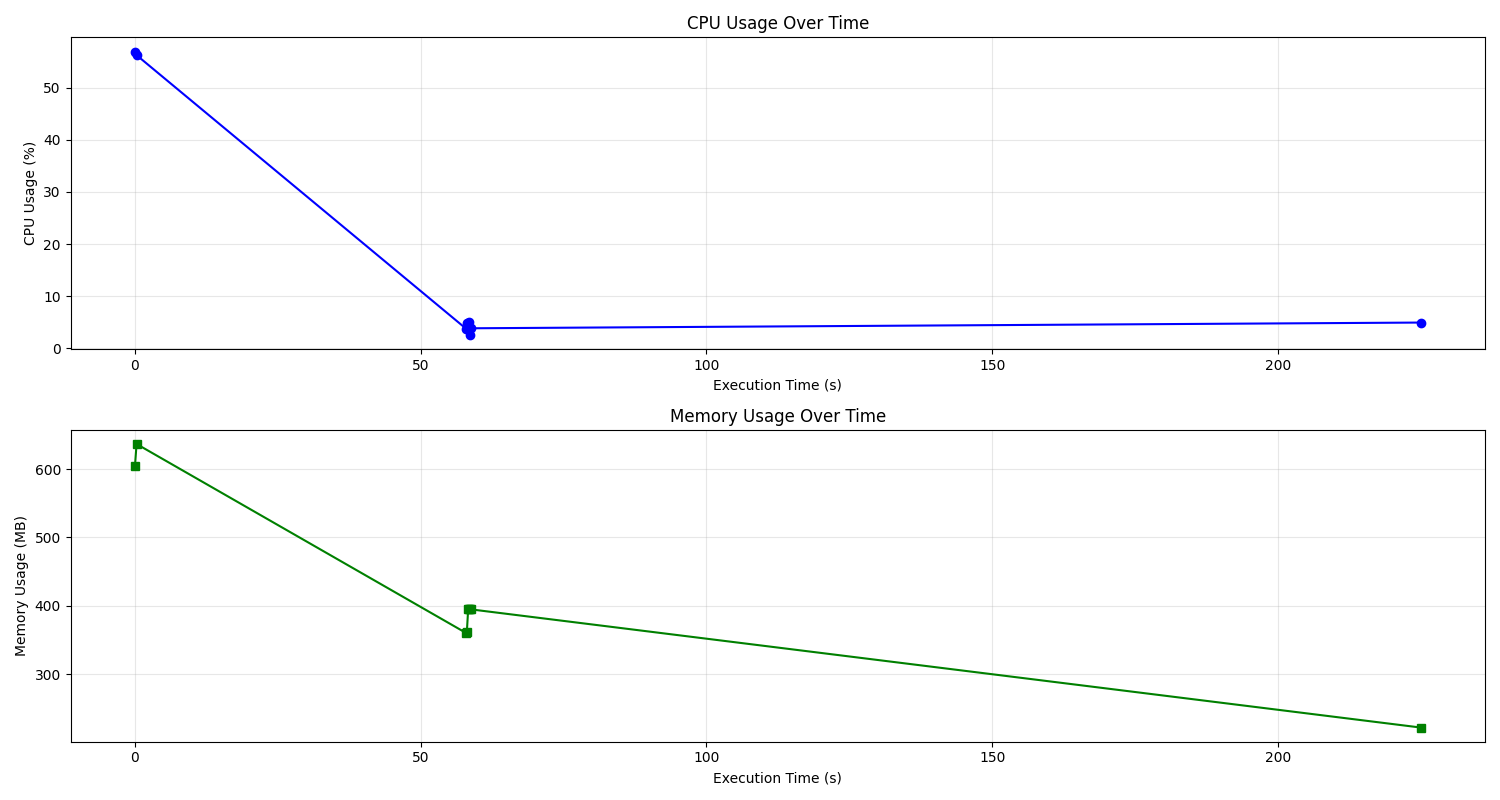 CPU Usage Over Time
CPU Usage (%)
50
40
30
20
10
0
0 50 100 150 200
Execution Time (s)
Memory Usage Over Time
Memory Usage (MB)
600
500
400
300
0 50 100 150 200
Execution Time (s)